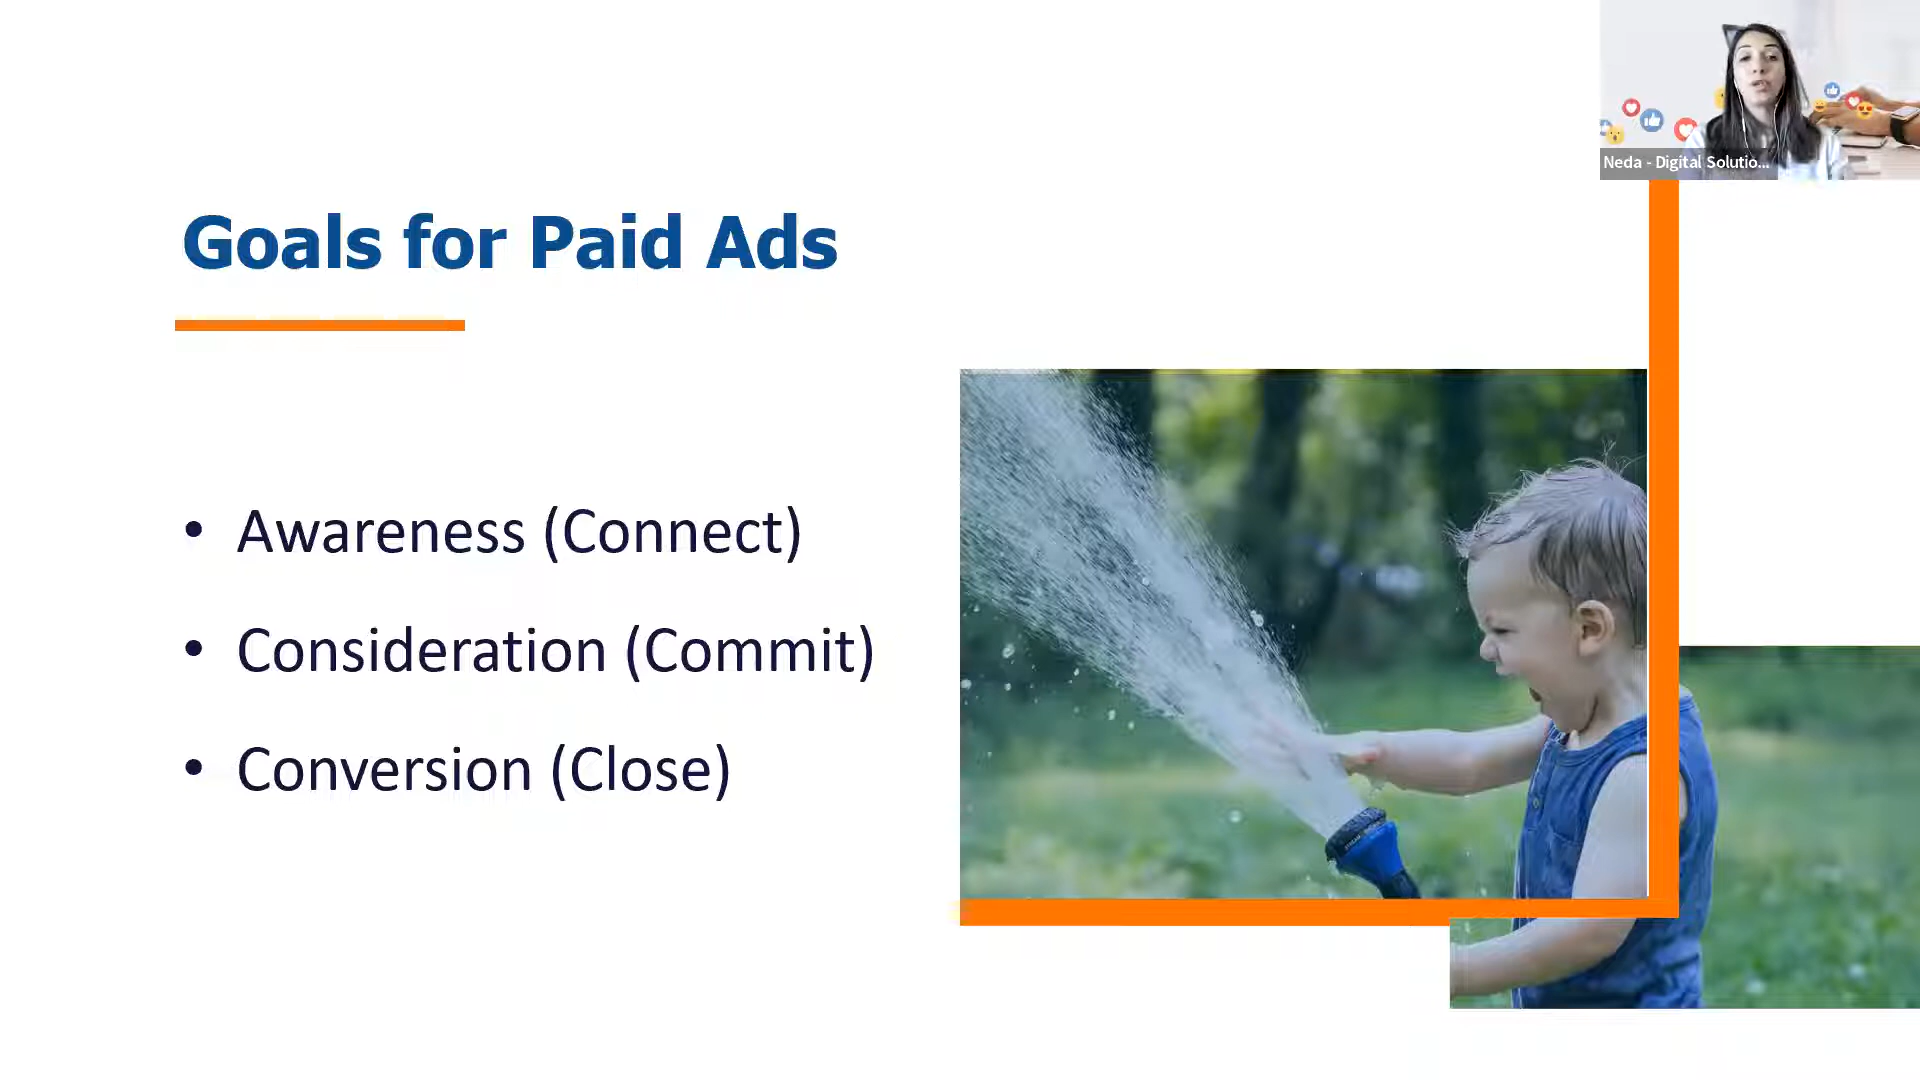 Neda - Digital Solutio...
Goals for Paid Ads
• Awareness (Connect)
• Consideration (Commit)
• Conversion (Close)